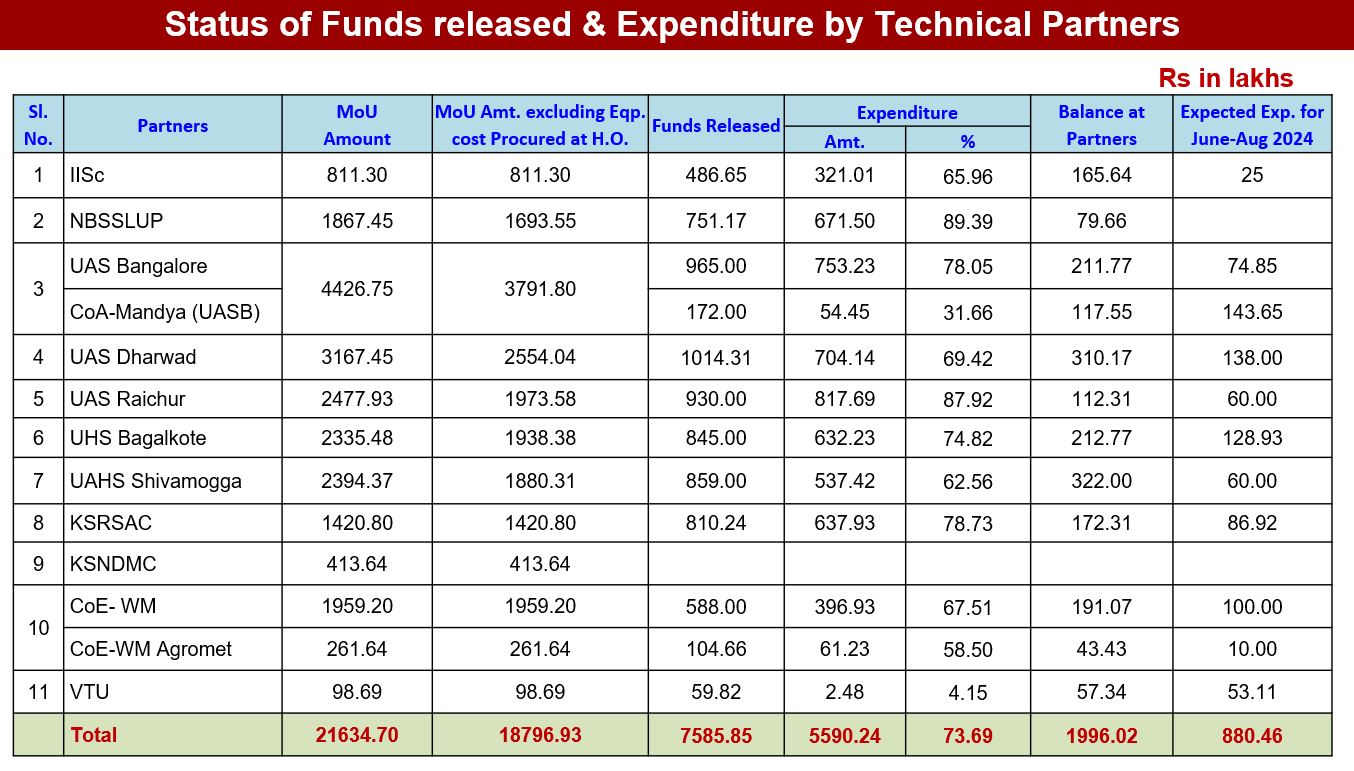 Status of Funds released & Expenditure by Technical Partners
Rs in lakhs
Sl. No. Partners MoU Amount MoU Amt. excluding Eqp. cost Procured at H.O. Funds Released Expenditure Balance at Partners Expected Exp. for June-Aug 2024
Amt. %
1 IISc 811.30 811.30 486.65 321.01 65.96 165.64 25
2 NBSSLUP 1867.45 1693.55 751.17 671.50 89.39 79.66
3 UAS Bangalore 4426.75 3791.80 965.00 753.23 78.05 211.77 74.85
CoA-Mandya (UASB) 172.00 54.45 31.66 117.55 143.65
4 UAS Dharwad 3167.45 2554.04 1014.31 704.14 69.42 310.17 138.00
5 UAS Raichur 2477.93 1973.58 930.00 817.69 87.92 112.31 60.00
6 UHS Bagalkote 2335.48 1938.38 845.00 632.23 74.82 212.77 128.93
7 UAHS Shivamogga 2394.37 1880.31 859.00 537.42 62.56 322.00 60.00
8 KSRSAC 1420.80 1420.80 810.24 637.93 78.73 172.31 86.92
9 KSNDMC 413.64 413.64
10 CoE- WM 1959.20 1959.20 588.00 396.93 67.51 191.07 100.00
CoE-WM Agromet 261.64 261.64 104.66 61.23 58.50 43.43 10.00
11 VTU 98.69 98.69 59.82 2.48 4.15 57.34 53.11
Total 21634.70 18796.93 7585.85 5590.24 73.69 1996.02 880.46